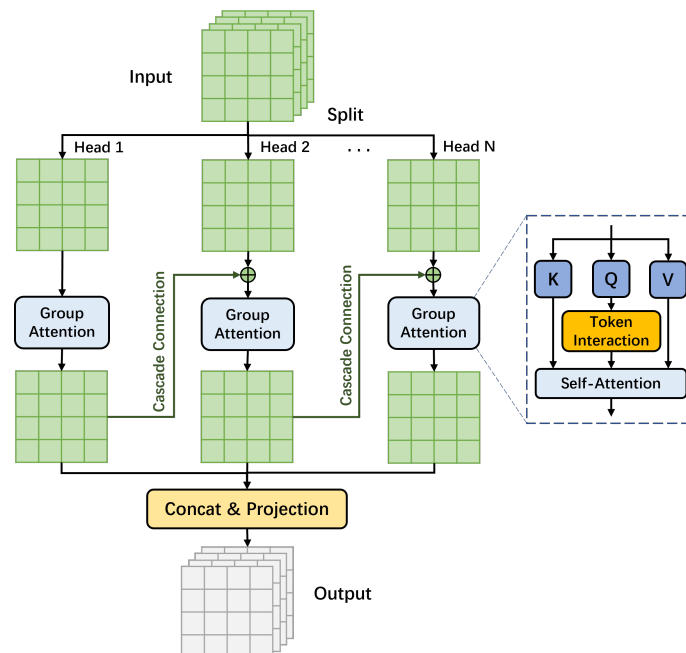 Input
Split
Head 1
Head 2
. . .
Head N
K
Q
V
Token
Interaction
Self-Attention
Group
Attention
Cascade Connection
Group
Attention
Cascade Connection
Group
Attention
Concat & Projection
Output